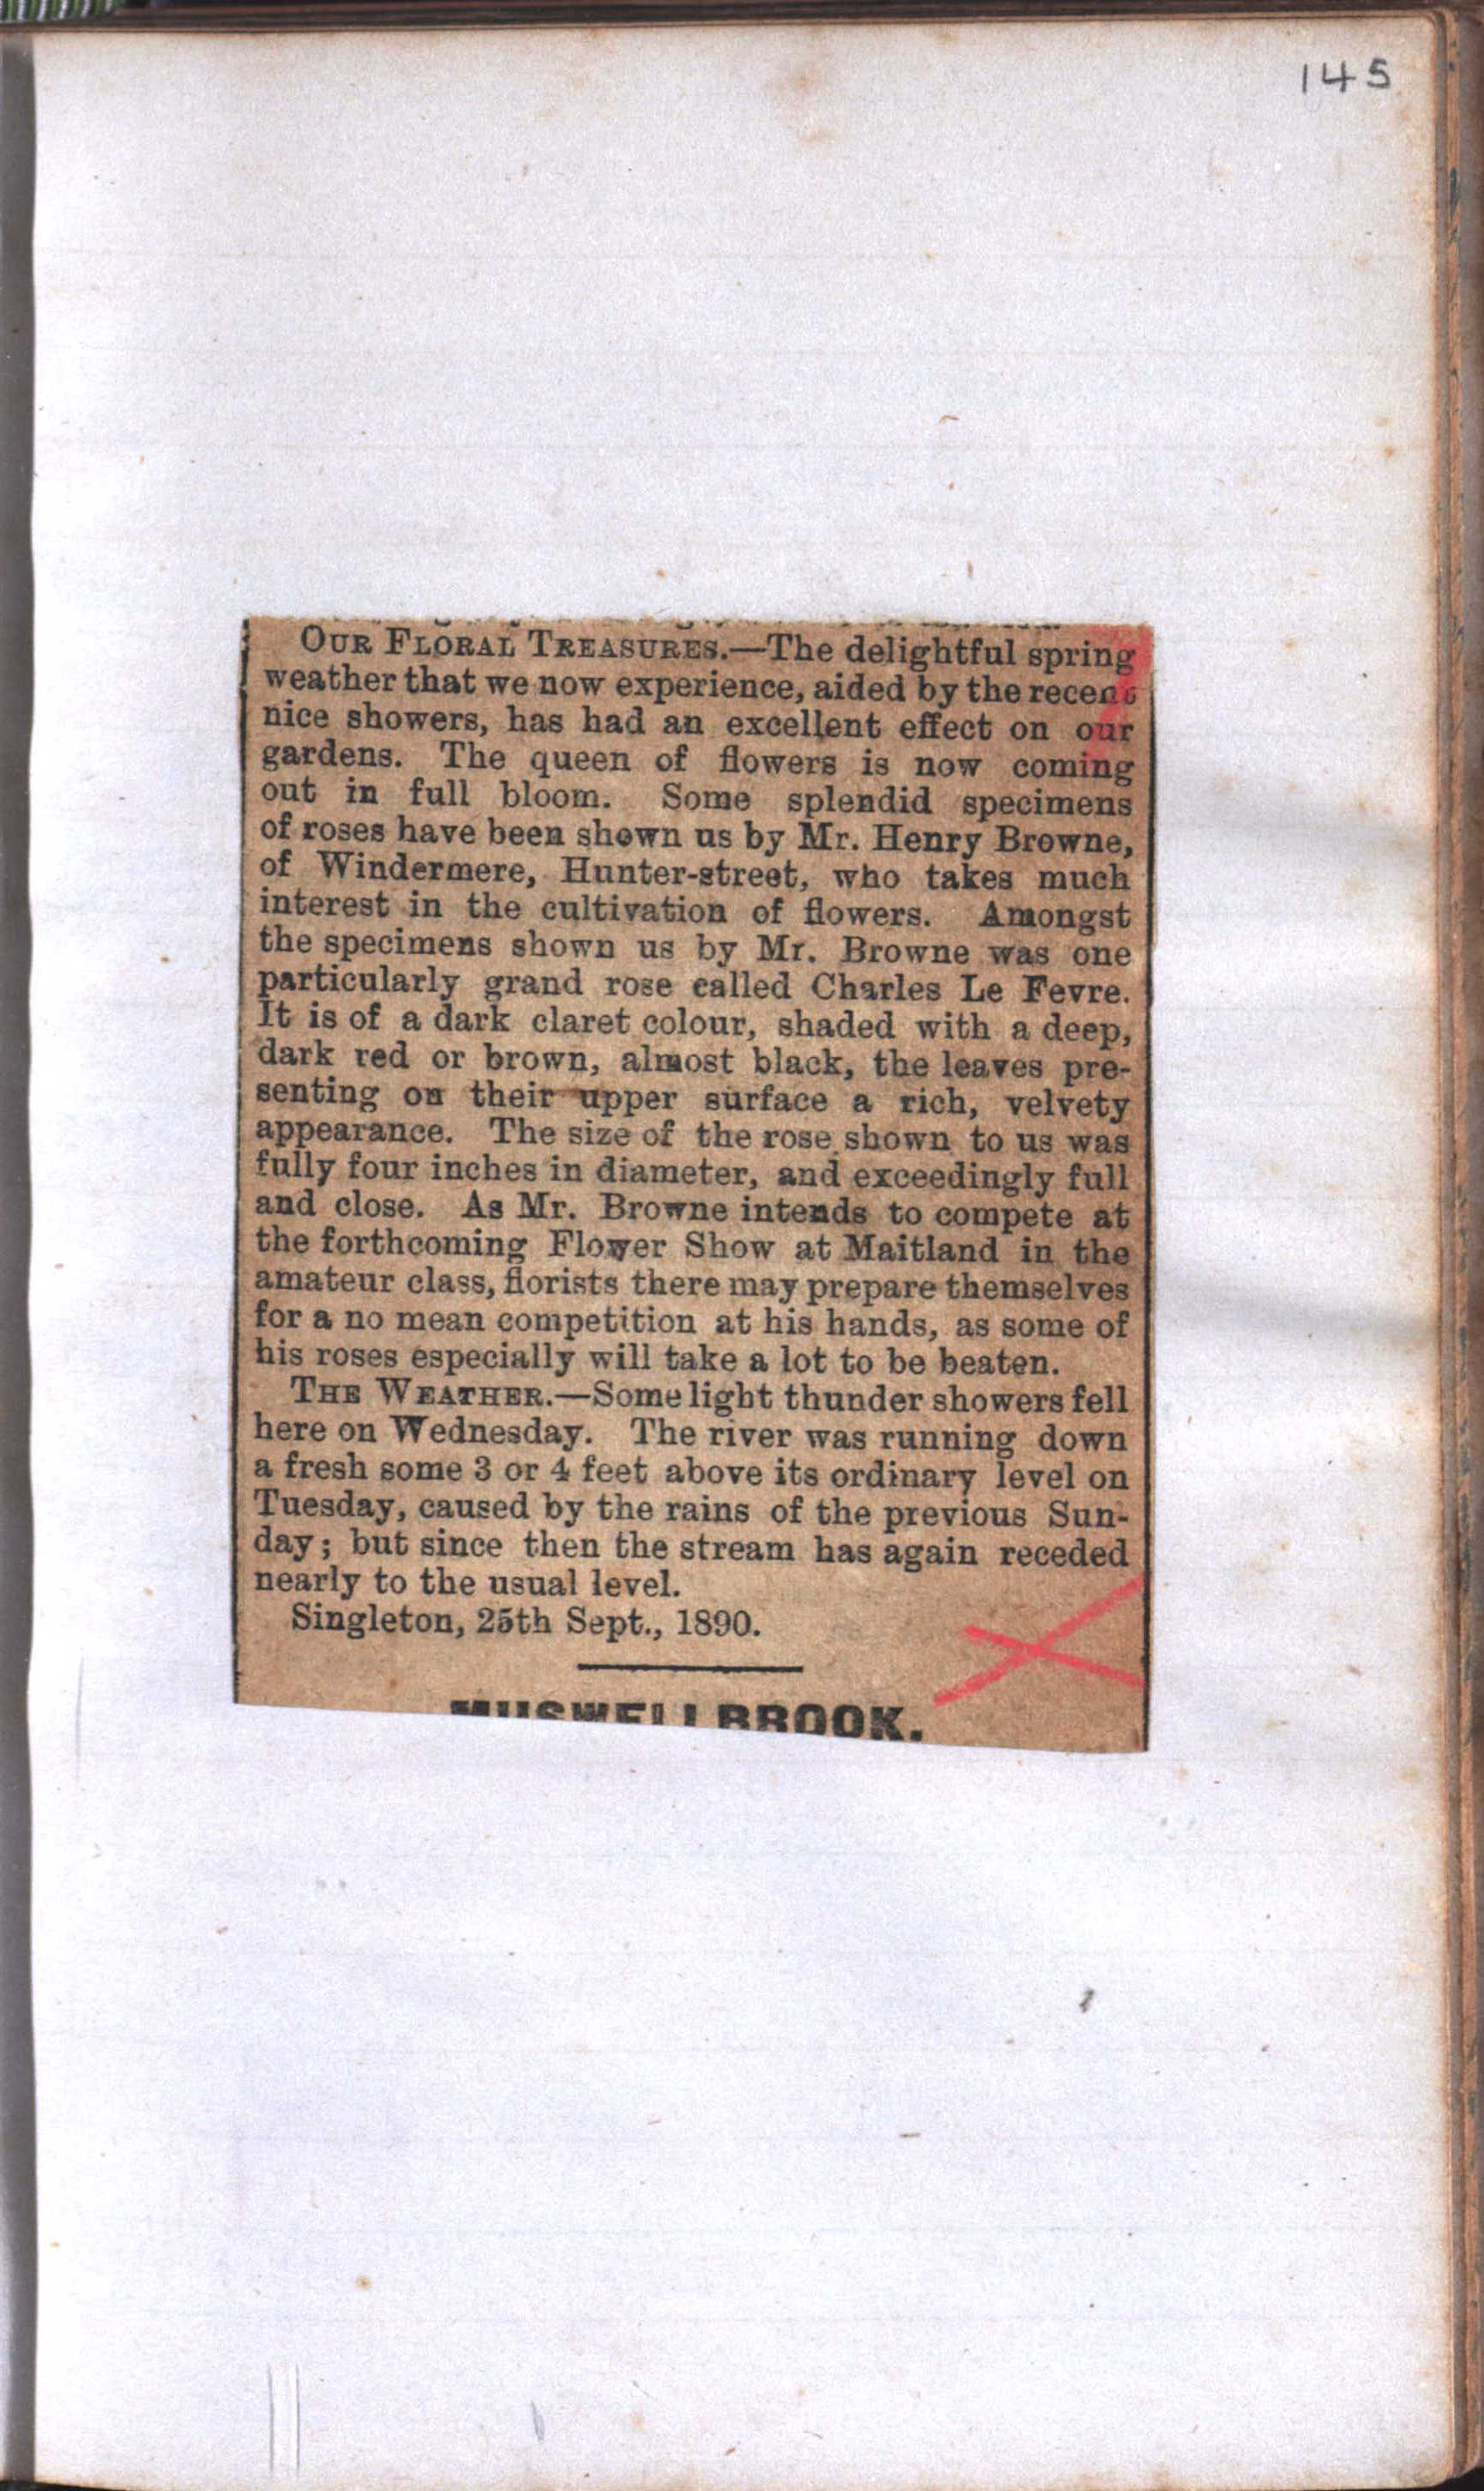 145
OUR FLORAL TREASURES.—The delightful spring
weather that we now experience, aided by the recent
nice showers, has had an excellent effect on our
gardens. The queen of flowers is now coming
out in full bloom. Some splendid specimens
of roses have been shown us by Mr. Henry Browne,
of Windermere, Hunter-street, who takes much
interest in the cultivation of flowers. Amongst
the specimens shown us by Mr. Browne was one
particularly grand rose called Charles Le Fevre.
It is of a dark claret colour, shaded with a deep,
dark red or brown, almost black, the leaves pre-
senting on their upper surface a rich, velvety
appearance. The size of the rose shown to us was
fully four inches in diameter, and exceedingly full
and close. As Mr. Browne intends to compete at
the forthcoming Flower Show at Maitland in the
amateur class, florists there may prepare themselves
for a no mean competition at his hands, as some of
his roses especially will take a lot to be beaten.
THE WEATHER.—Some light thunder showers fell
here on Wednesday. The river was running down
a fresh some 3 or 4 feet above its ordinary level on
Tuesday, caused by the rains of the previous Sun-
day; but since then the stream has again receded
nearly to the usual level.
Singleton, 25th Sept., 1890.
MUSWELLBROOK.